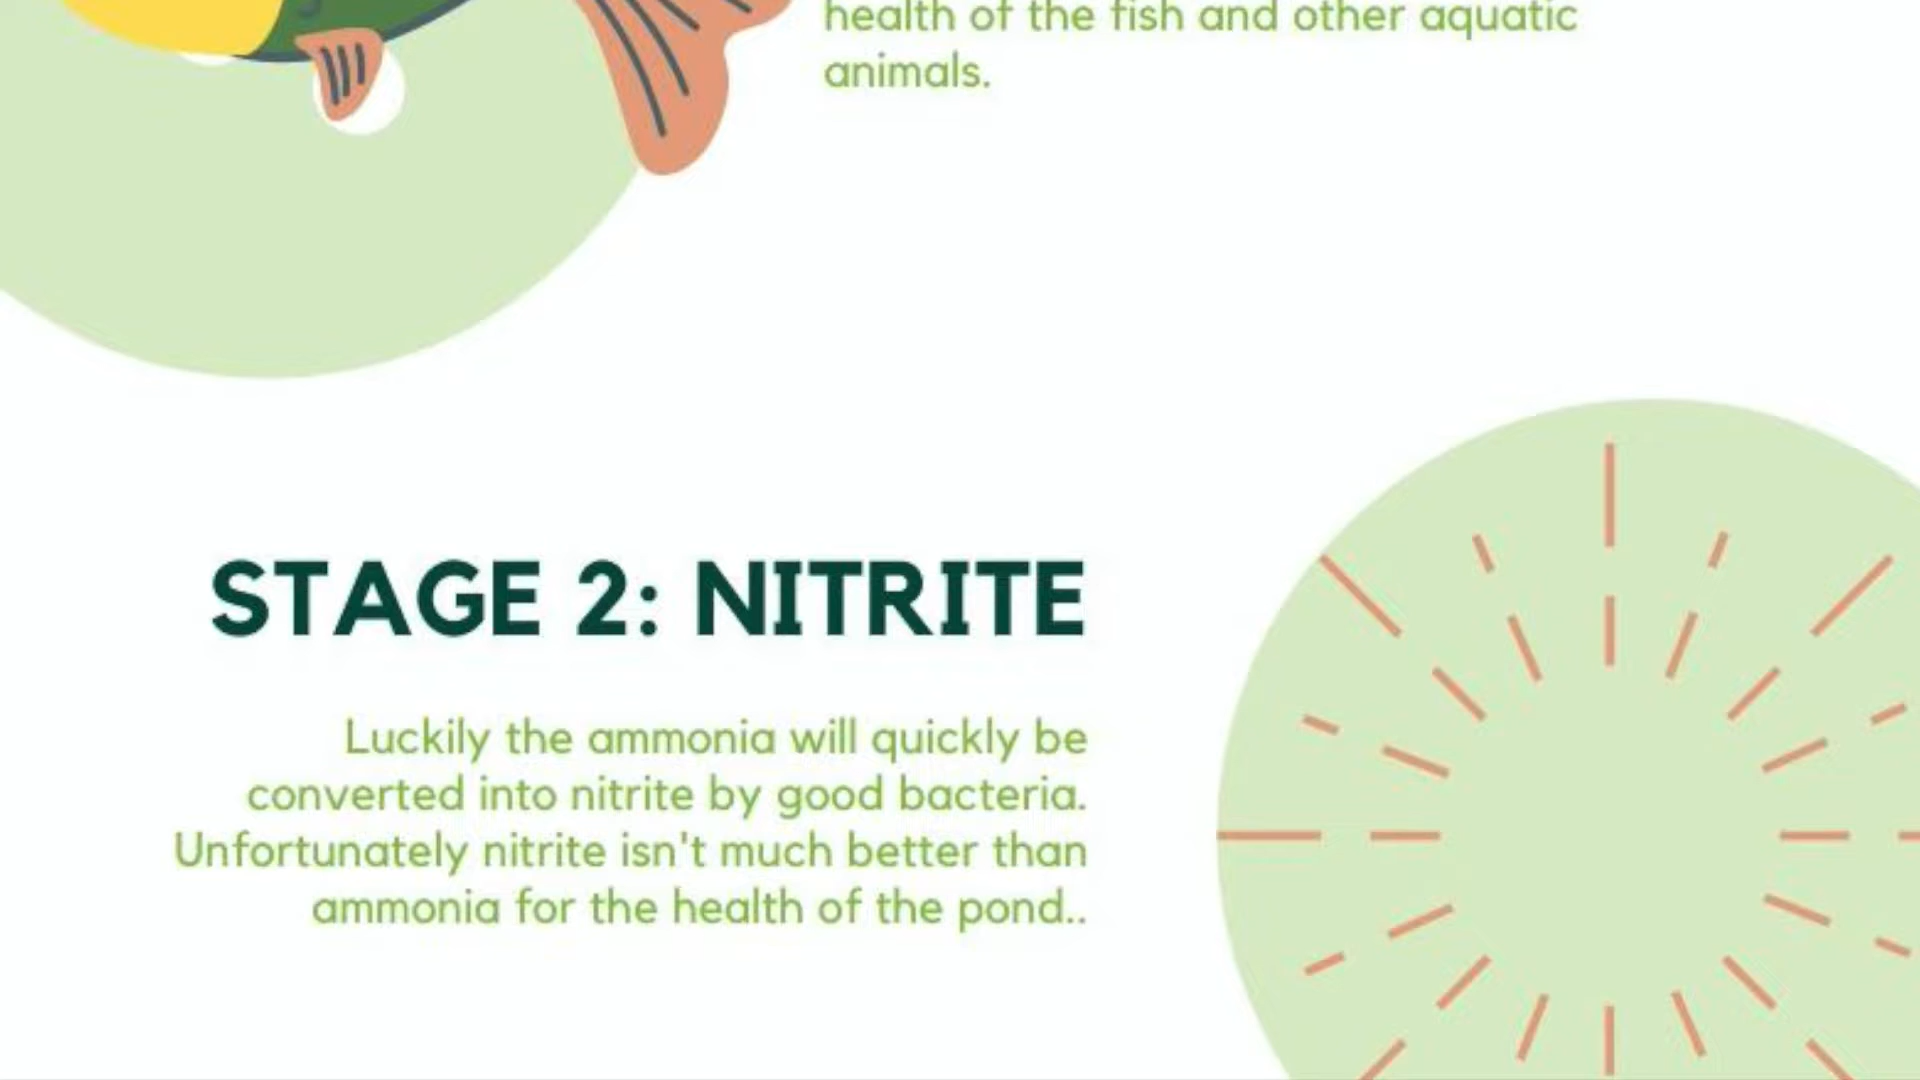 health of the fish and other aquatic
animals.
STAGE 2: NITRITE
Luckily the ammonia will quickly be
converted into nitrite by good bacteria.
Unfortunately nitrite isn't much better than
ammonia for the health of the pond..